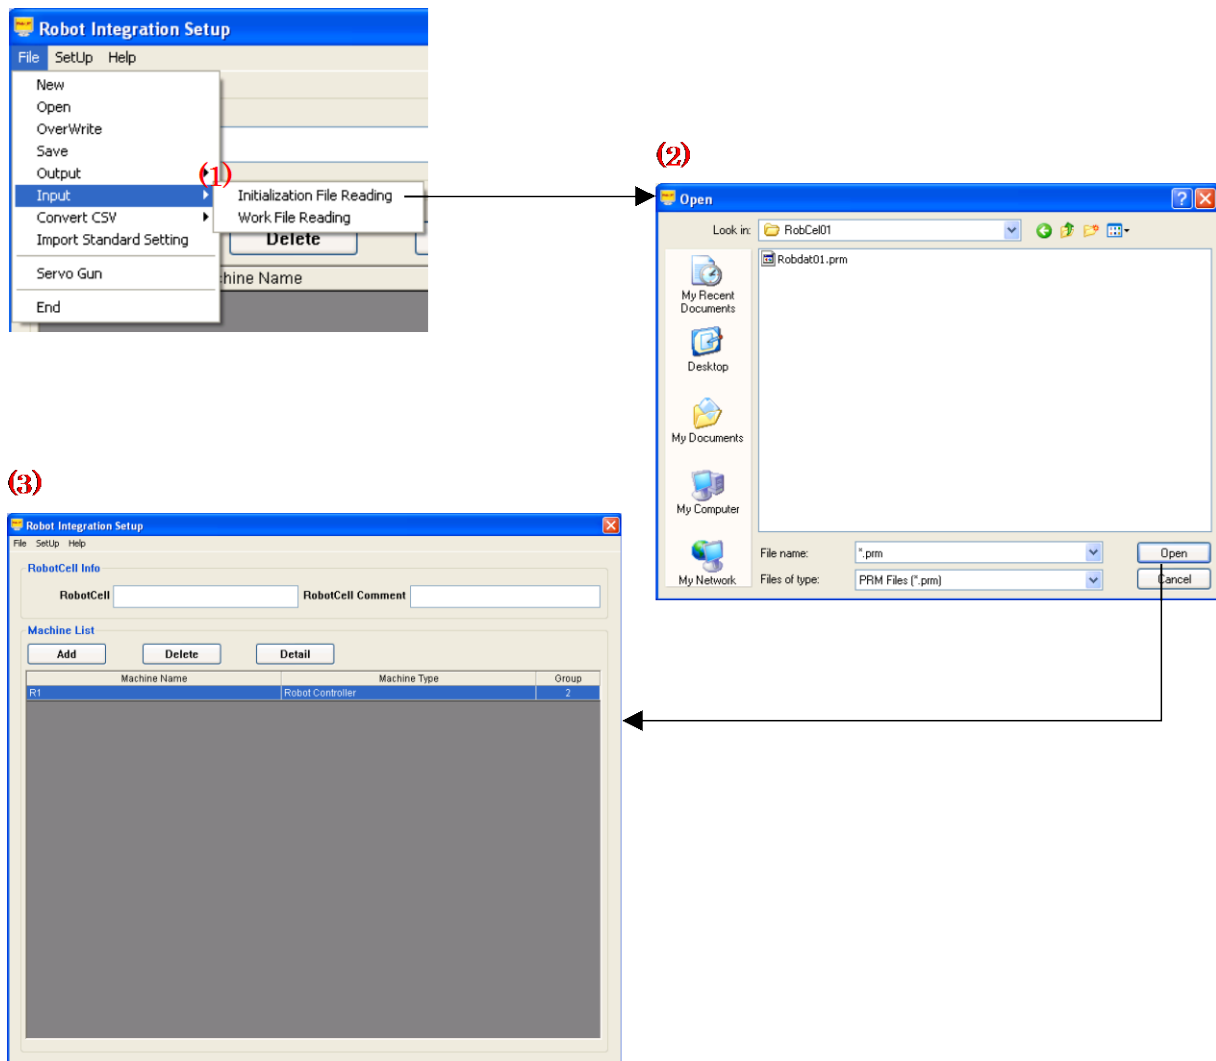 Robot Integration Setup
File SetUp Help
New
Open
OverWrite
Save
Output
(1)
Input
Initialization File Reading
Convert CSV
Work File Reading
Import Standard Setting
Delete
Servo Gun
hine Name
End
(2)
Open
Look in: RobCel01
Robdat01.prm
My Recent
Documents
Desktop
My Documents
My Computer
My Network
File name: *.prm Open
Files of type: PRM Files (*.prm) Cancel
(3)
Robot Integration Setup
File SetUp Help
RobotCell Info
RobotCell RobotCell Comment
Machine List
Add Delete Detail
Machine Name Machine Type Group
R1 Robot Controller 2